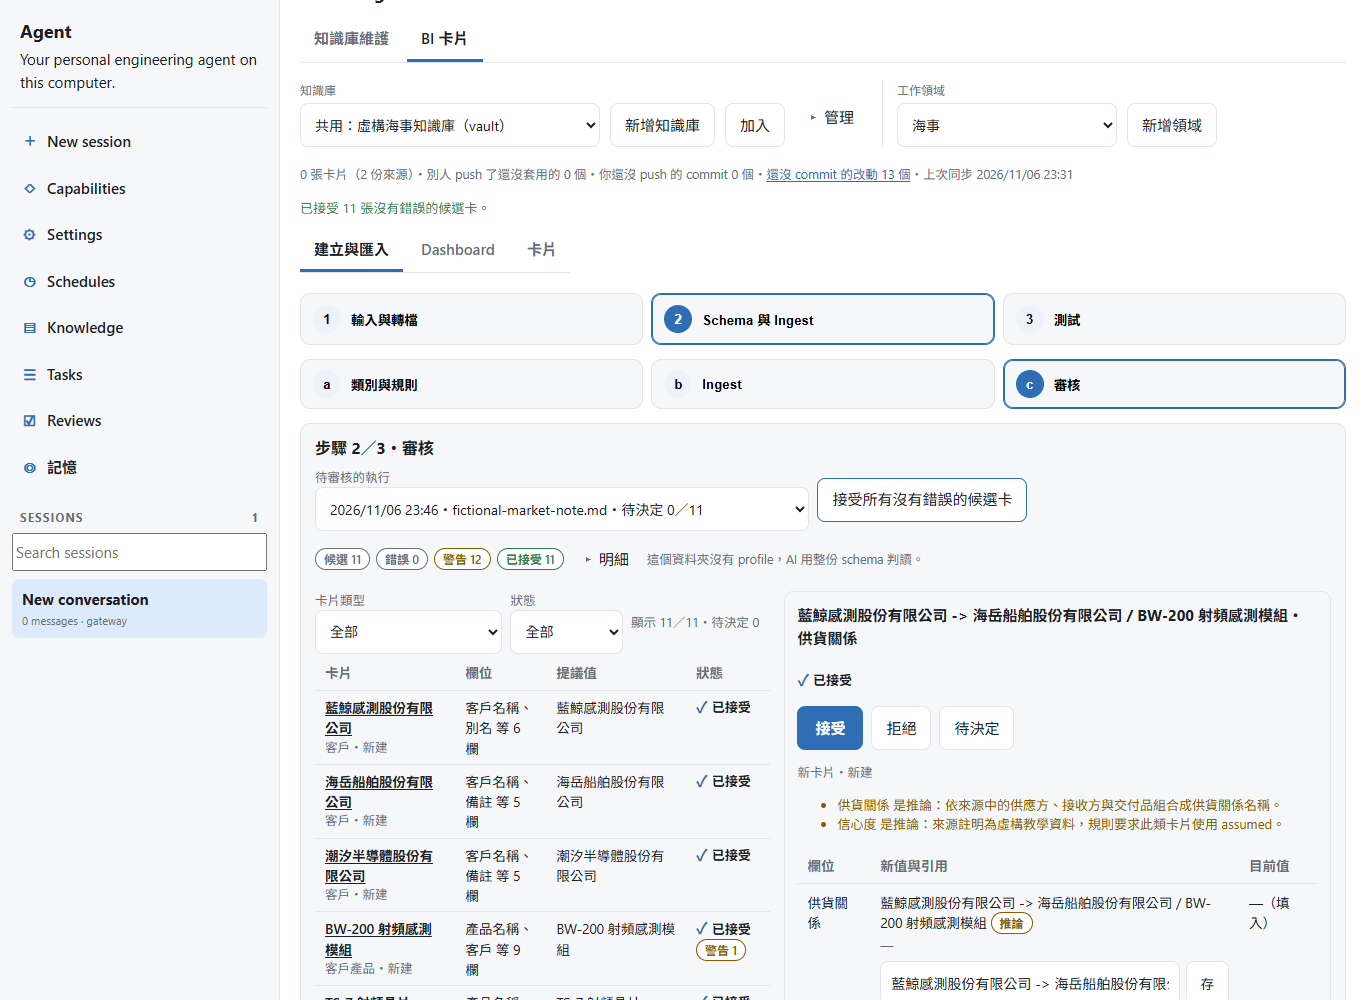 Agent
Your personal engineering agent on
this computer.
New session
Capabilities
Settings
Schedules
Knowledge
Tasks
Reviews
記憶
SESSIONS 1
Search sessions
New conversation
0 messages · gateway
知識庫維護 BI 卡片
知識庫 工作領域
共用：虛構海事知識庫（vault） 新增知識庫 加入 管理 海事 新增領域
0 張卡片（2 份來源）・別人 push 了還沒套用的 0 個・你還沒 push 的 commit 0 個・還沒 commit 的改動 13 個・上次同步 2026/11/06 23:31
已接受 11 張沒有錯誤的候選卡。
建立與匯入 Dashboard 卡片
1 輸入與轉檔 2 Schema 與 Ingest 3 測試
a 類別與規則 b Ingest c 審核
步驟 2／3・審核
待審核的執行
2026/11/06 23:46・fictional-market-note.md・待決定 0／11 接受所有沒有錯誤的候選卡
候選 11 錯誤 0 警告 12 已接受 11 明細 這個資料夾沒有 profile，AI 用整份 schema 判讀。
卡片類型 狀態
全部 全部 顯示 11／11・待決定 0
卡片 欄位 提議值 狀態
藍鯨感測股份有限 客戶名稱、 藍鯨感測股份有限 ✓ 已接受
公司 別名 等 6 公司
客戶・新建 欄
海岳船舶股份有限 客戶名稱、 海岳船舶股份有限 ✓ 已接受
公司 備註 等 5 公司
客戶・新建 欄
潮汐半導體股份有 客戶名稱、 潮汐半導體股份有 ✓ 已接受
限公司 備註 等 5 限公司
客戶・新建 欄
BW-200 射頻感測 產品名稱、 BW-200 射頻感測模 ✓ 已接受
模組 客戶 等 9 組 警告 1
客戶產品・新建 欄
藍鯨感測股份有限公司 -> 海岳船舶股份有限公司 / BW-200 射頻感測模組・
供貨關係
✓ 已接受
接受 拒絕 待決定
新卡片・新建
供貨關係 是推論：依來源中的供應方、接收方與交付品組合成供貨關係名稱。
信心度 是推論：來源註明為虛構教學資料，規則要求此類卡片使用 assumed。
欄位 新值與引用 目前值
供貨關 藍鯨感測股份有限公司 -> 海岳船舶股份有限公司 / BW- —（填
係 200 射頻感測模組 推論 入）
—
藍鯨感測股份有限公司 -> 海岳船舶股份有限 存